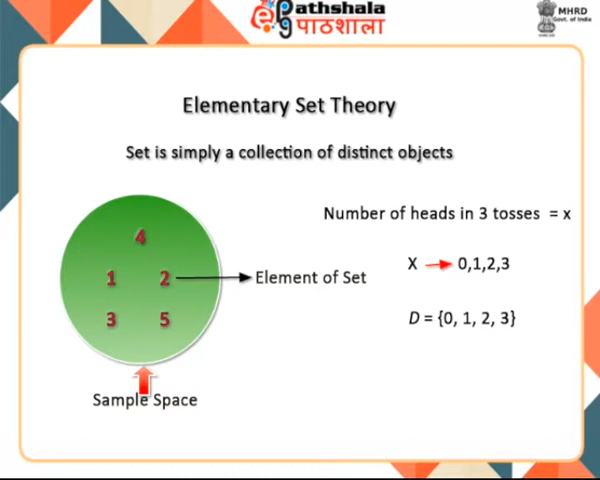 ePg Pathshala
पाठशाला
MHRD
Govt. of India
Elementary Set Theory
Set is simply a collection of distinct objects
Number of heads in 3 tosses = x
4
1 2
Element of Set
3 5
X 0,1,2,3
D = {0, 1, 2, 3}
Sample Space